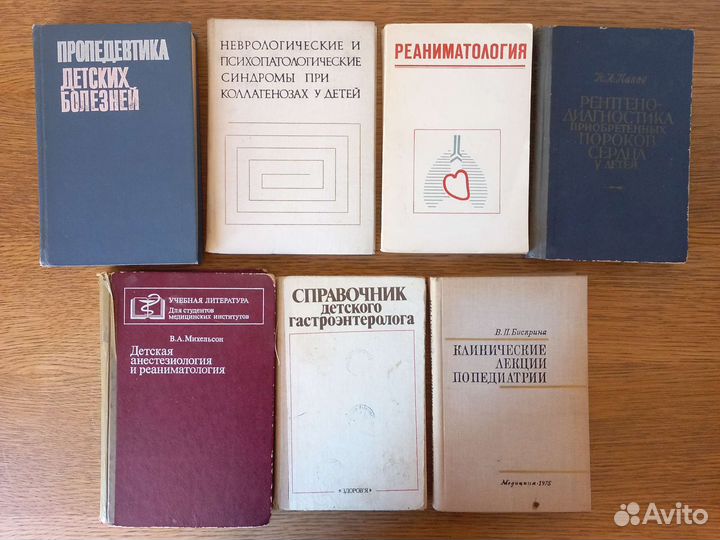 ПРОПЕДЕВТИКА
ДЕТСКИХ
БОЛЕЗНЕЙ
НЕВРОЛОГИЧЕСКИЕ И
ПСИХОПАТОЛОГИЧЕСКИЕ
СИНДРОМЫ ПРИ
КОЛЛАГЕНОЗАХ У ДЕТЕЙ
РЕАНИМАТОЛОГИЯ
РЕНТГЕНО-
ДИАГНОСТИКА
ПРИОБРЕТЕННЫХ
ПОРОКОВ
СЕРДЦА
У ДЕТЕЙ
УЧЕБНАЯ ЛИТЕРАТУРА
Для студентов
медицинских институтов
В.А.Михельсон
Детская
анестезиология
и реаниматология
СПРАВОЧНИК
детского
гастроэнтеролога
«ЗДОРОВ'Я»
В. П. Бисярина
КЛИНИЧЕСКИЕ
ЛЕКЦИИ
ПО ПЕДИАТРИИ
Медицина-1975
Avito